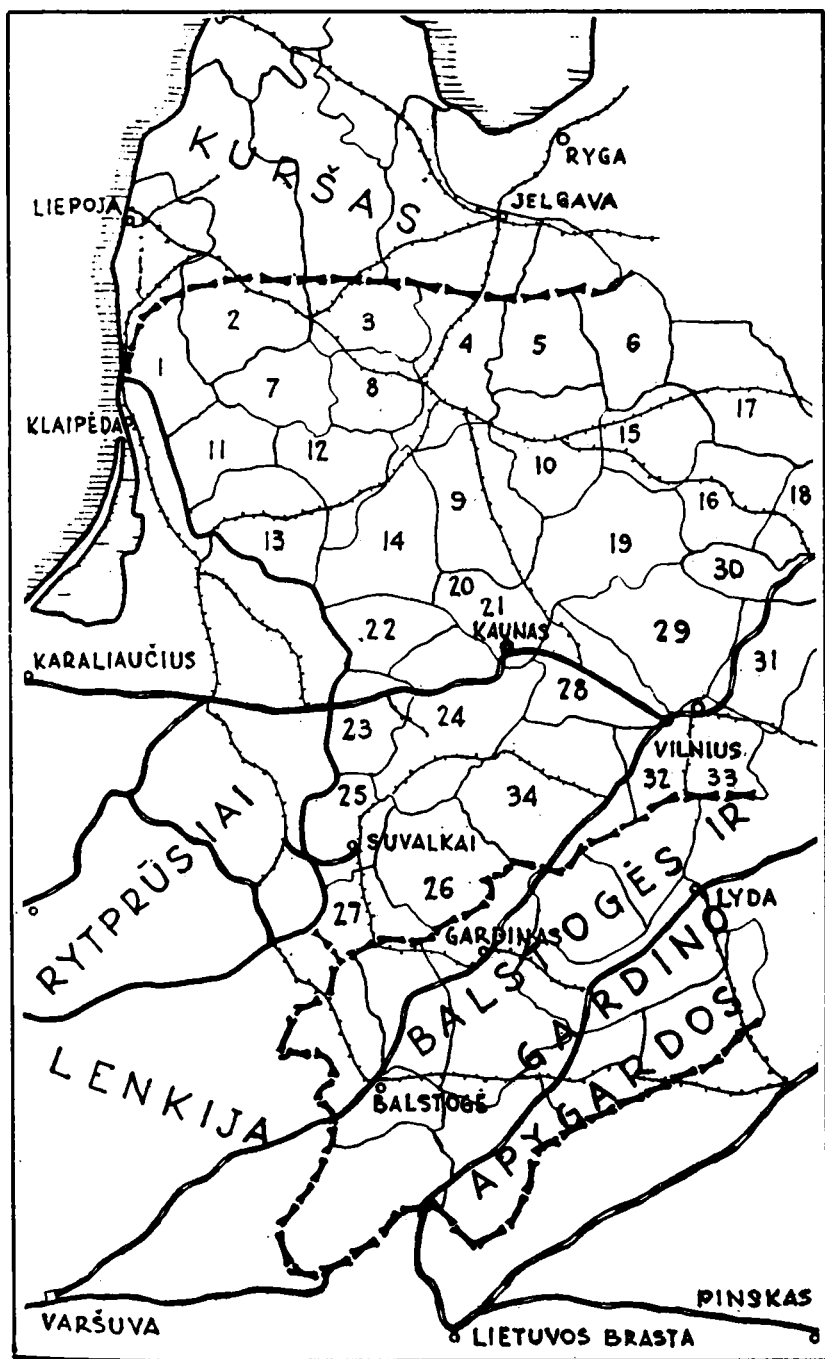 KURŠAS
RYGA
LIEPOJA
JELGAVA
1
2
3
4
5
6
7
8
KLAIPĖDA
11
12
10
15
17
9
16
18
13
14
19
30
20
21
KAUNAS
22
29
KARALIAUČIUS
31
28
23
24
VILNIUS
32
33
25
34
SUVALKAI
RYTPRŪSIAI
26
27
LYDA
GARDINAS
BALSTOGĖS IR
GARDINO
APYGARDOS
LENKIJA
BALSTOGĖ
VARŠUVA
PINSKAS
LIETUVOS BRASTA